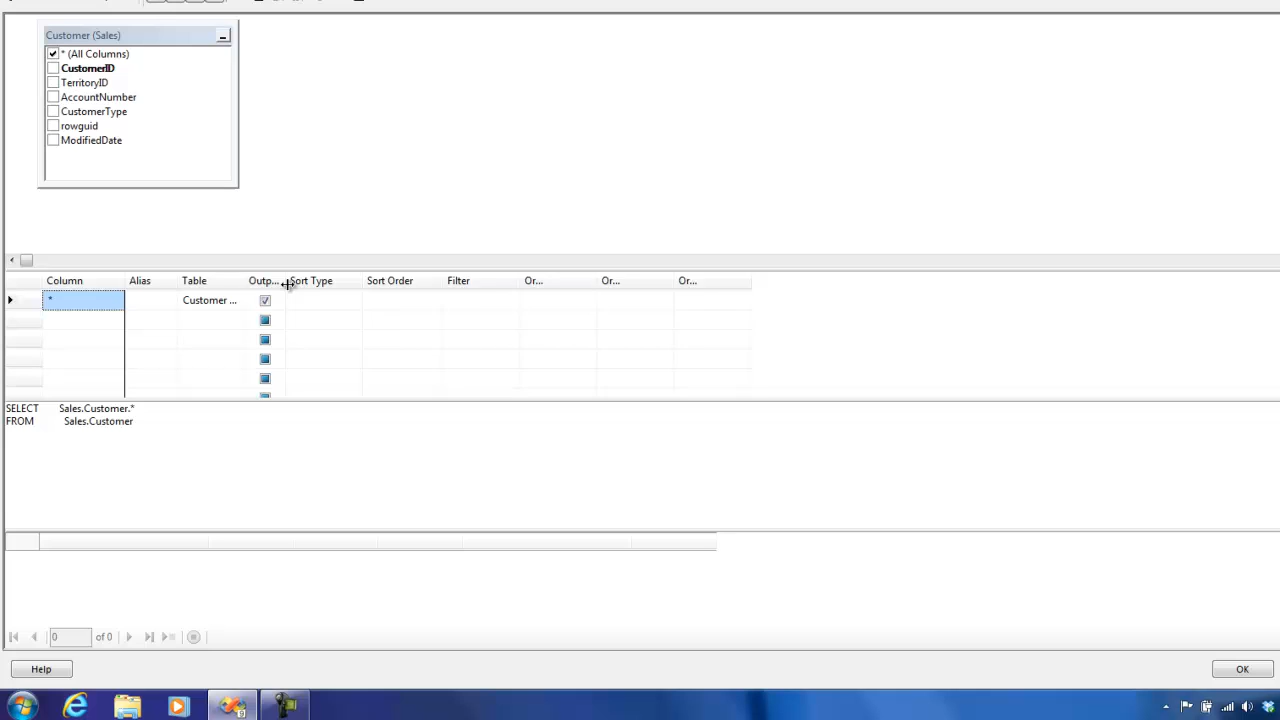 Customer (Sales)
* (All Columns)
CustomerID
TerritoryID
AccountNumber
CustomerType
rowguid
ModifiedDate
Column Alias Table Outp... Sort Type Sort Order Filter Or... Or... Or...
* Customer ...
SELECT Sales.Customer.*
FROM Sales.Customer
0 of 0
Help OK